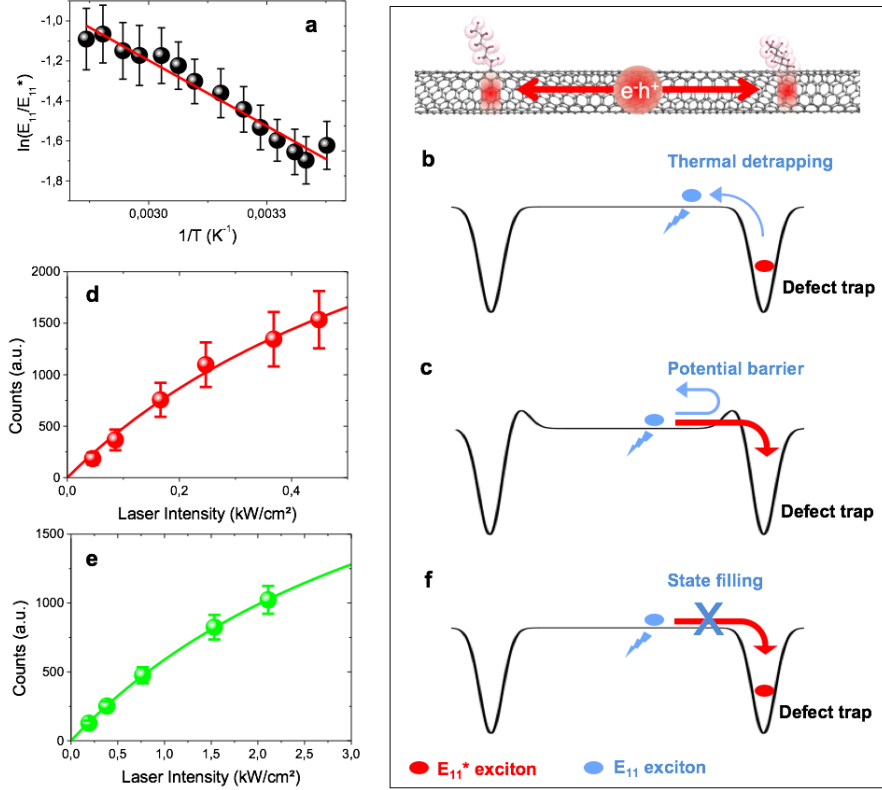 a
-1,0
-1,2
-1,4
-1,6
-1,8
ln(E₁₁/E₁₁*)
0,0030 0,0033
1/T (K⁻¹)
d
2000
1500
1000
500
0
Counts (a.u.)
0,0 0,2 0,4
Laser Intensity (kW/cm²)
e
1500
1000
500
0
Counts (a.u.)
0,0 0,5 1,0 1,5 2,0 2,5 3,0
Laser Intensity (kW/cm²)
e⁻h⁺
b
Thermal detrapping
Defect trap
c
Potential barrier
Defect trap
f
State filling
X
Defect trap
E₁₁* exciton E₁₁ exciton